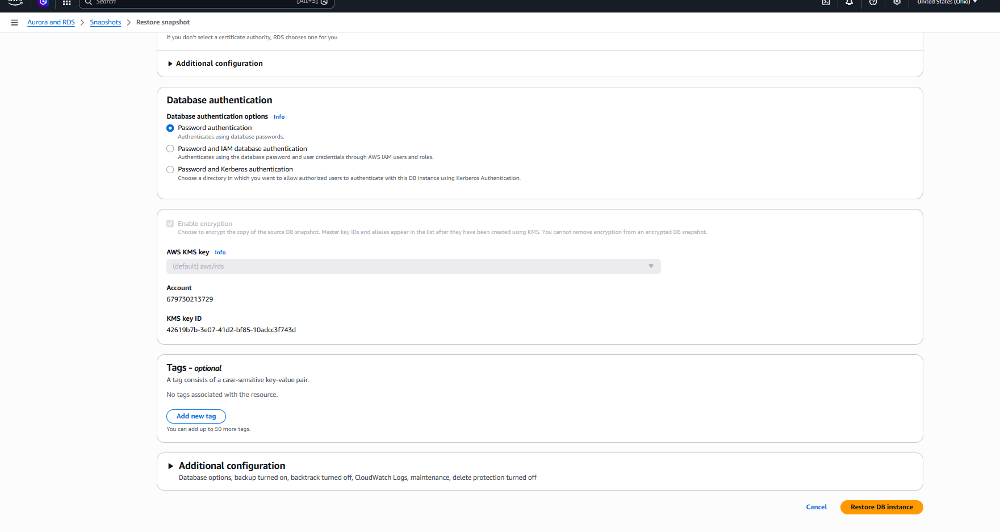 aws
Search
[Alt+S]
United States (Ohio)
Aurora and RDS
Snapshots
Restore snapshot
If you don't select a certificate authority, RDS chooses one for you.
Additional configuration
Database authentication
Database authentication options Info
Password authentication
Authenticates using database passwords.
Password and IAM database authentication
Authenticates using the database password and user credentials through AWS IAM users and roles.
Password and Kerberos authentication
Choose a directory in which you want to allow authorized users to authenticate with this DB instance using Kerberos Authentication.
Enable encryption
Choose to encrypt the copy of the source DB snapshot. Master key IDs and aliases appear in the list after they have been created using KMS. You cannot remove encryption from an encrypted DB snapshot.
AWS KMS key Info
(default) aws/rds
Account
679730213729
KMS key ID
42619b7b-3e07-41d2-bf85-10adcc3f743d
Tags - optional
A tag consists of a case-sensitive key-value pair.
No tags associated with the resource.
Add new tag
You can add up to 50 more tags.
Additional configuration
Database options, backup turned on, backtrack turned off, CloudWatch Logs, maintenance, delete protection turned off
Cancel
Restore DB instance